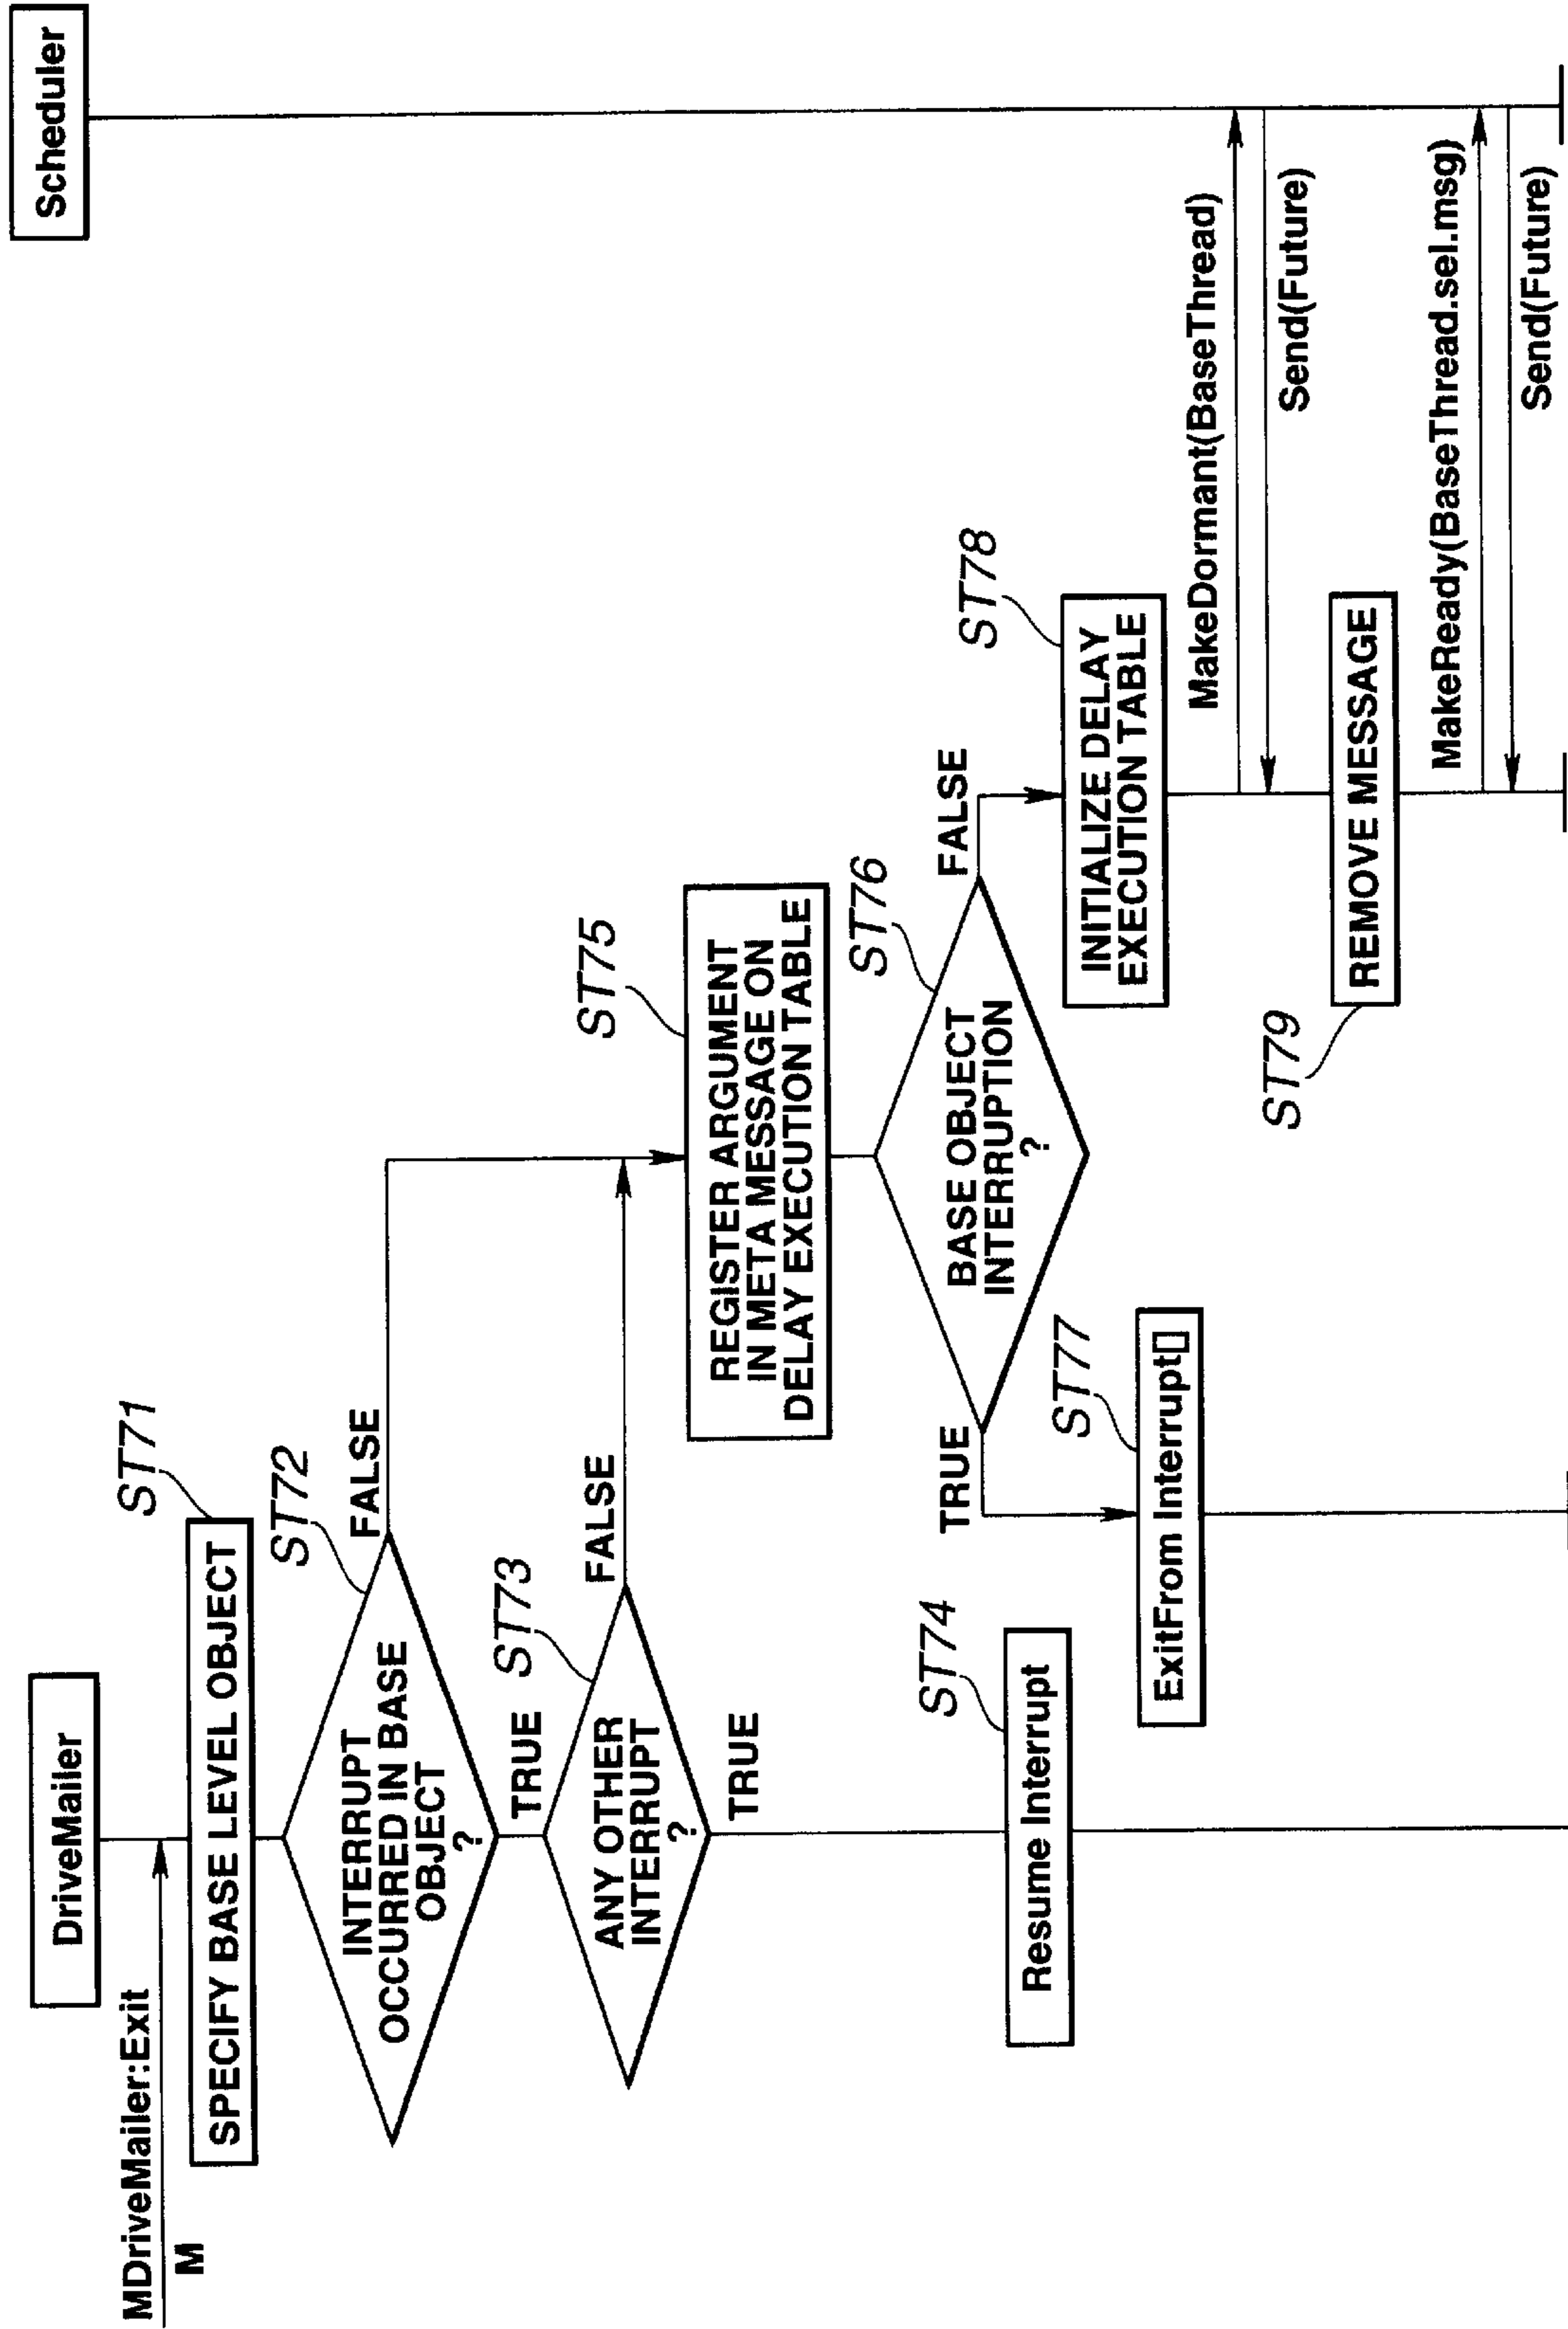 DriveMailer
Scheduler
MDriveMailer:Exit
M
SPECIFY BASE LEVEL OBJECT
ST71
INTERRUPT
OCCURRED IN BASE
OBJECT
?
ST72
FALSE
TRUE
ANY OTHER
INTERRUPT
?
ST73
FALSE
TRUE
Resume Interrupt
ST74
REGISTER ARGUMENT
IN META MESSAGE ON
DELAY EXECUTION TABLE
ST75
BASE OBJECT
INTERRUPTION
?
ST76
TRUE
FALSE
ExitFrom Interrupt[]
ST77
INITIALIZE DELAY
EXECUTION TABLE
ST78
MakeDormant(BaseThread)
Send(Future)
REMOVE MESSAGE
ST79
MakeReady(BaseThread.sel.msg)
Send(Future)